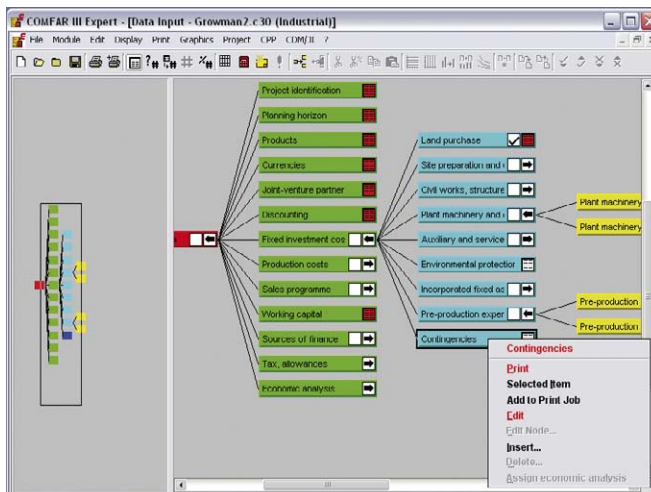 COMFAR III Expert - [Data Input - Growman2.c30 (Industrial)]
File Module Edit Display Print Graphics Project CPP COM/JI ?
Project identification
Planning horizon
Products
Currencies
Joint-venture partner
Discounting
Fixed investment cos
Production costs
Sales programme
Working capital
Sources of finance
Tax, allowances
Economic analysis
Land purchase
Site preparation and
Civil works, structure
Plant machinery and
Auxiliary and service
Environmental protection
Incorporated fixed as
Pre-production exper
Contingencies
Plant machinery
Plant machinery
Pre-production
Pre-production
Contingencies
Print
Selected Item
Add to Print Job
Edit
Edit Node...
Insert...
Delete...
Assign economic analysis